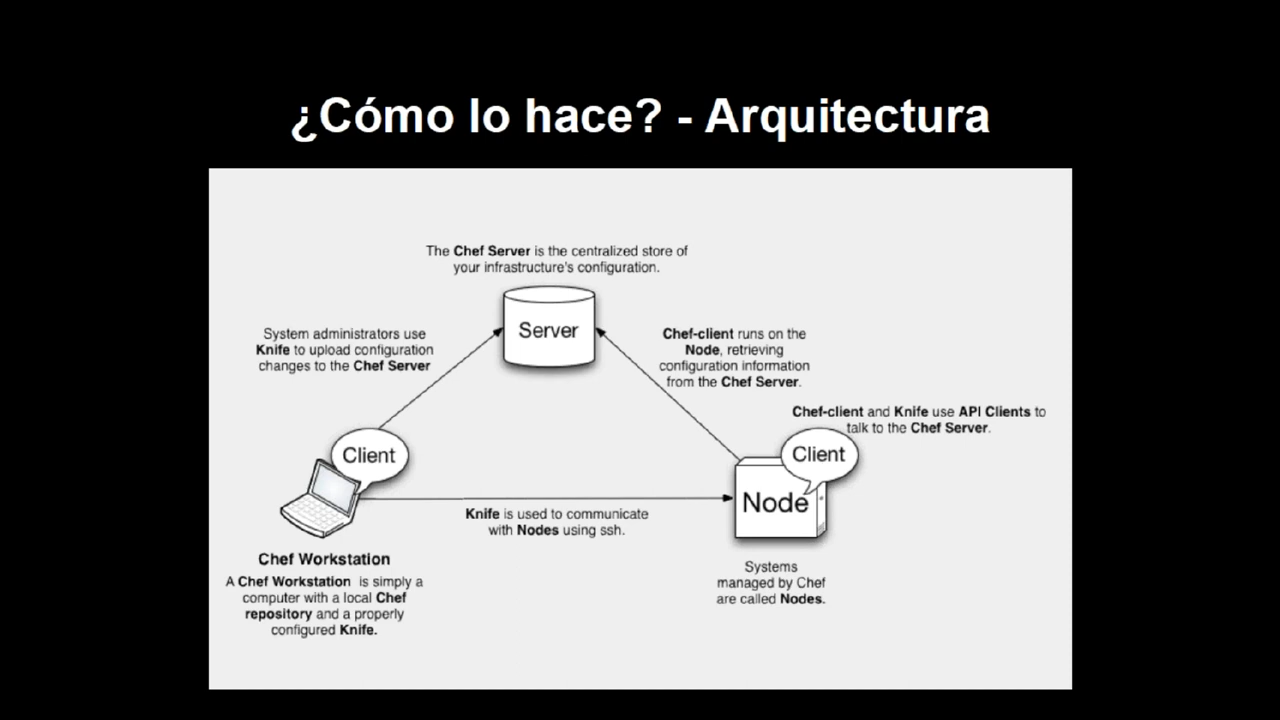 ¿Cómo lo hace? - Arquitectura
The Chef Server is the centralized store of
your infrastructure's configuration.
Server
System administrators use
Knife to upload configuration
changes to the Chef Server
Chef-client runs on the
Node, retrieving
configuration information
from the Chef Server.
Chef-client and Knife use API Clients to
talk to the Chef Server.
Client
Client
Node
Knife is used to communicate
with Nodes using ssh.
Chef Workstation
A Chef Workstation is simply a
computer with a local Chef
repository and a properly
configured Knife.
Systems
managed by Chef
are called Nodes.